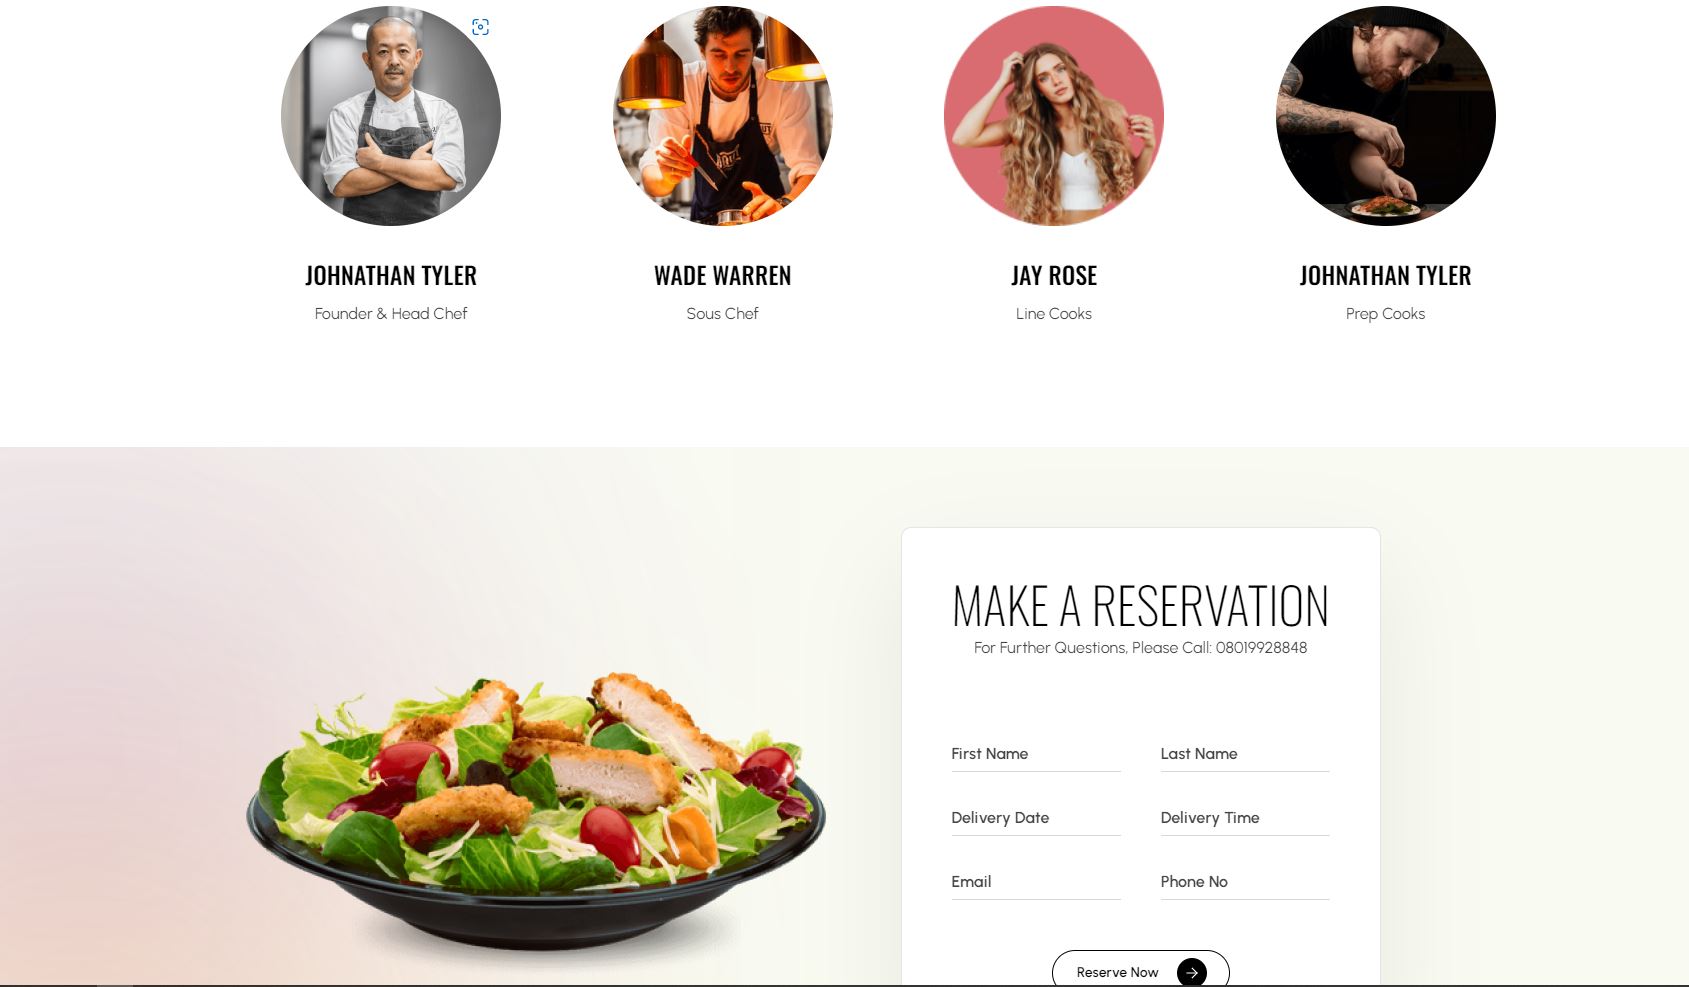 JOHNATHAN TYLER
Founder & Head Chef
WADE WARREN
Sous Chef
JAY ROSE
Line Cooks
JOHNATHAN TYLER
Prep Cooks
MAKE A RESERVATION
For Further Questions, Please Call: 08019928848
First Name
Last Name
Delivery Date
Delivery Time
Email
Phone No
Reserve Now